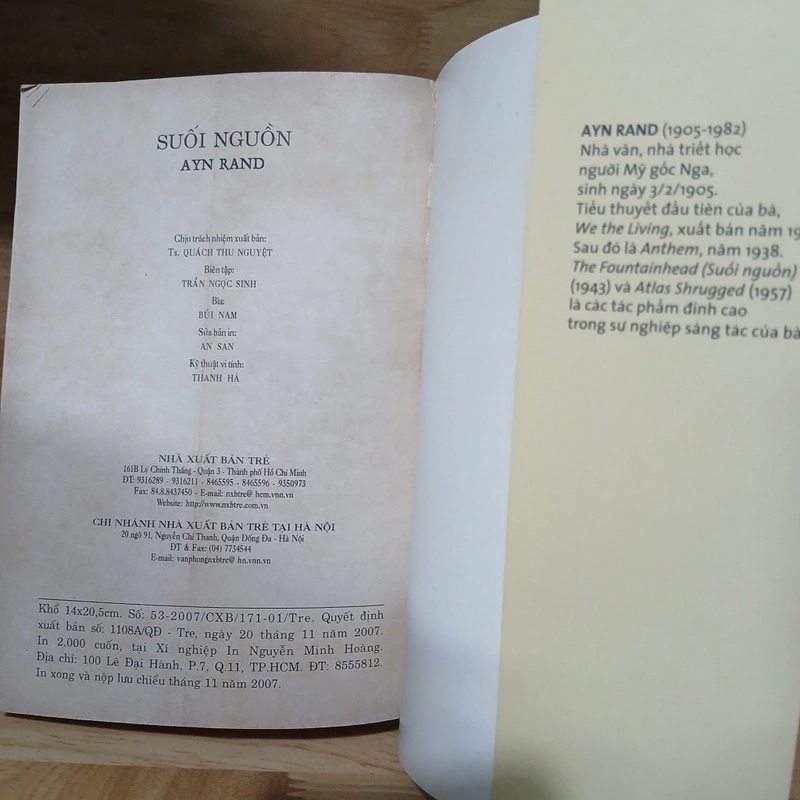 SUỐI NGUỒN
AYN RAND
Chịu trách nhiệm xuất bản:
Ts. QUÁCH THU NGUYỆT
Biên tập:
TRẦN NGỌC SINH
Bìa:
BÙI NAM
Sửa bản in:
AN SAN
Kỹ thuật vi tính:
THANH HÀ
NHÀ XUẤT BẢN TRẺ
161B Lý Chính Thắng - Quận 3 - Thành phố Hồ Chí Minh
ĐT: 9316289 - 9316211 - 8465595 - 8465596 - 9350973
Fax: 84.8.8437450 - E-mail: nxbtre@ hcm.vnn.vn
Website: http://www.nxbtre.com.vn
CHI NHÁNH NHÀ XUẤT BẢN TRẺ TẠI HÀ NỘI
20 ngõ 91, Nguyễn Chí Thanh, Quận Đống Đa - Hà Nội
ĐT & Fax: (04) 7734544
E-mail: vanphongnxbtre@ hn.vnn.vn
Khổ 14x20,5cm. Số: 53-2007/CXB/171-01/Tre. Quyết định
xuất bản số: 1108A/QĐ - Tre, ngày 20 tháng 11 năm 2007.
In 2.000 cuốn, tại Xí nghiệp In Nguyễn Minh Hoàng.
Địa chỉ: 100 Lê Đại Hành, P.7, Q.11, TP.HCM. ĐT: 8555812.
In xong và nộp lưu chiểu tháng 11 năm 2007.
AYN RAND (1905-1982)
Nhà văn, nhà triết học
người Mỹ gốc Nga,
sinh ngày 3/2/1905.
Tiểu thuyết đầu tiên của bà,
We the Living, xuất bản năm 19
Sau đó là Anthem, năm 1938.
The Fountainhead (Suối nguồn)
(1943) và Atlas Shrugged (1957)
là các tác phẩm đỉnh cao
trong sự nghiệp sáng tác của bà